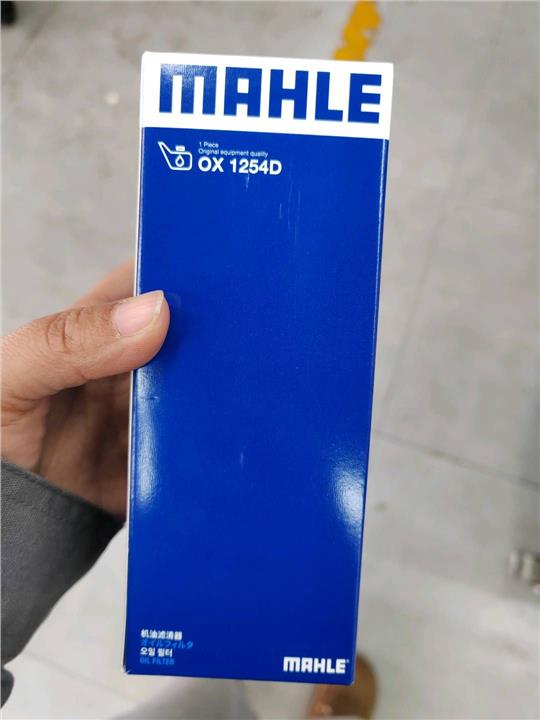 MAHLE
1 Piece
Original equipment quality
OX 1254D
机油滤清器
オイルフィルタ
오일 필터
OIL FILTER
MAHLE